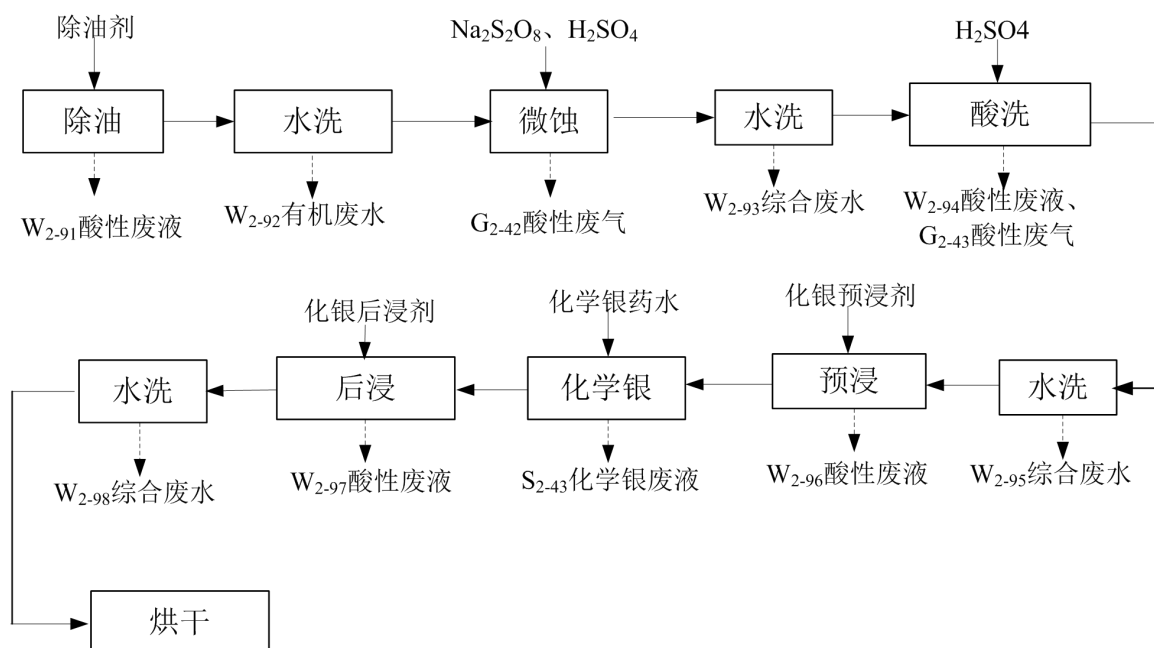 除油剂
Na₂S₂O₈、H₂SO₄
H₂SO4
除油
水洗
微蚀
水洗
酸洗
W₂₋₉₁酸性废液
W₂₋₉₂有机废水
G₂₋₄₂酸性废气
W₂₋₉₃综合废水
W₂₋₉₄酸性废液、
G₂₋₄₃酸性废气
化银后浸剂
化学银药水
化银预浸剂
水洗
后浸
化学银
预浸
水洗
W₂₋₉₈综合废水
W₂₋₉₇酸性废液
S₂₋₄₃化学银废液
W₂₋₉₆酸性废液
W₂₋₉₅综合废水
烘干